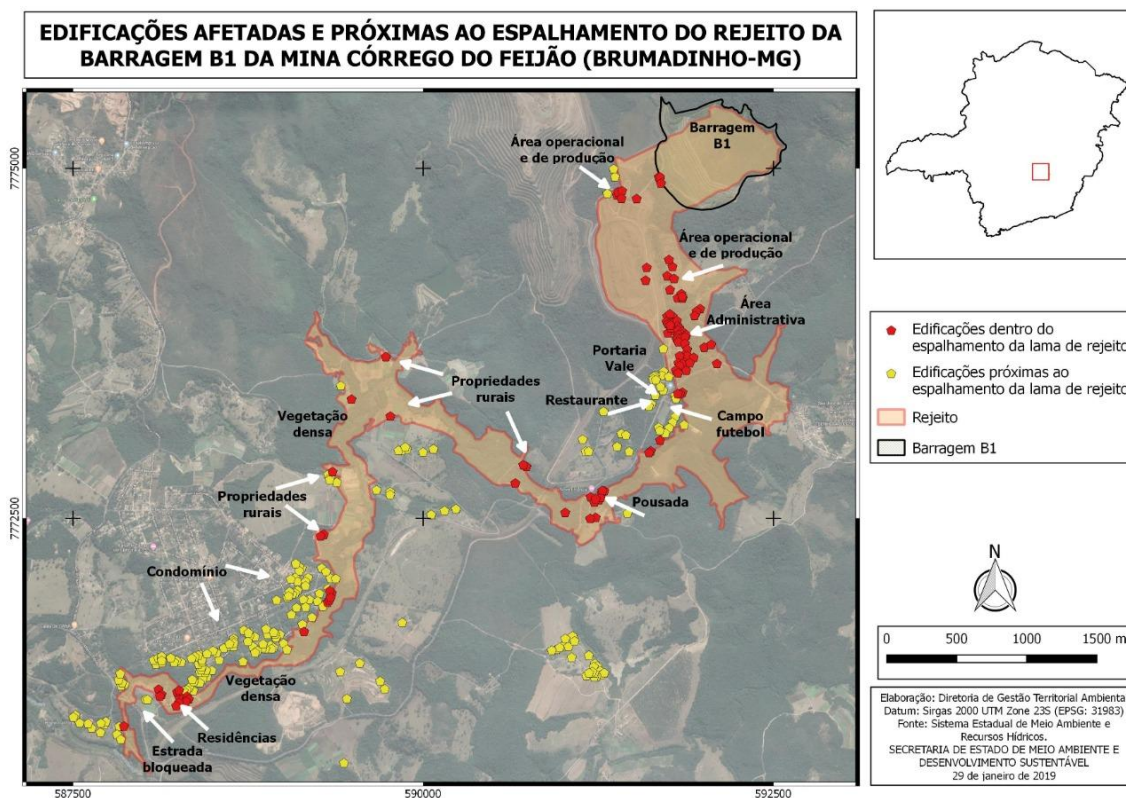 EDIFICAÇÕES AFETADAS E PRÓXIMAS AO ESPALHAMENTO DO REJEITO DA
BARRAGEM B1 DA MINA CÓRREGO DO FEIJÃO (BRUMADINHO-MG)
Barragem
B1
Área operacional
e de produção
7775000
Área operacional
e de produção
Área
Administrativa
Portaria
Vale
Propriedades
rurais
Restaurante
Vegetação
densa
Campo
futebol
Propriedades
rurais
Pousada
7772500
Condomínio
Vegetação
densa
Residências
Estrada
bloqueada
587500
590000
592500
Edificações dentro do
espalhamento da lama de rejeito
Edificações próximas ao
espalhamento da lama de rejeito
Rejeito
Barragem B1
N
0 500 1000 1500 m
Elaboração: Diretoria de Gestão Territorial Ambienta
Datum: Sirgas 2000 UTM Zone 23S (EPSG: 31983)
Fonte: Sistema Estadual de Meio Ambiente e
Recursos Hídricos.
SECRETARIA DE ESTADO DE MEIO AMBIENTE E
DESENVOLVIMENTO SUSTENTÁVEL
29 de janeiro de 2019